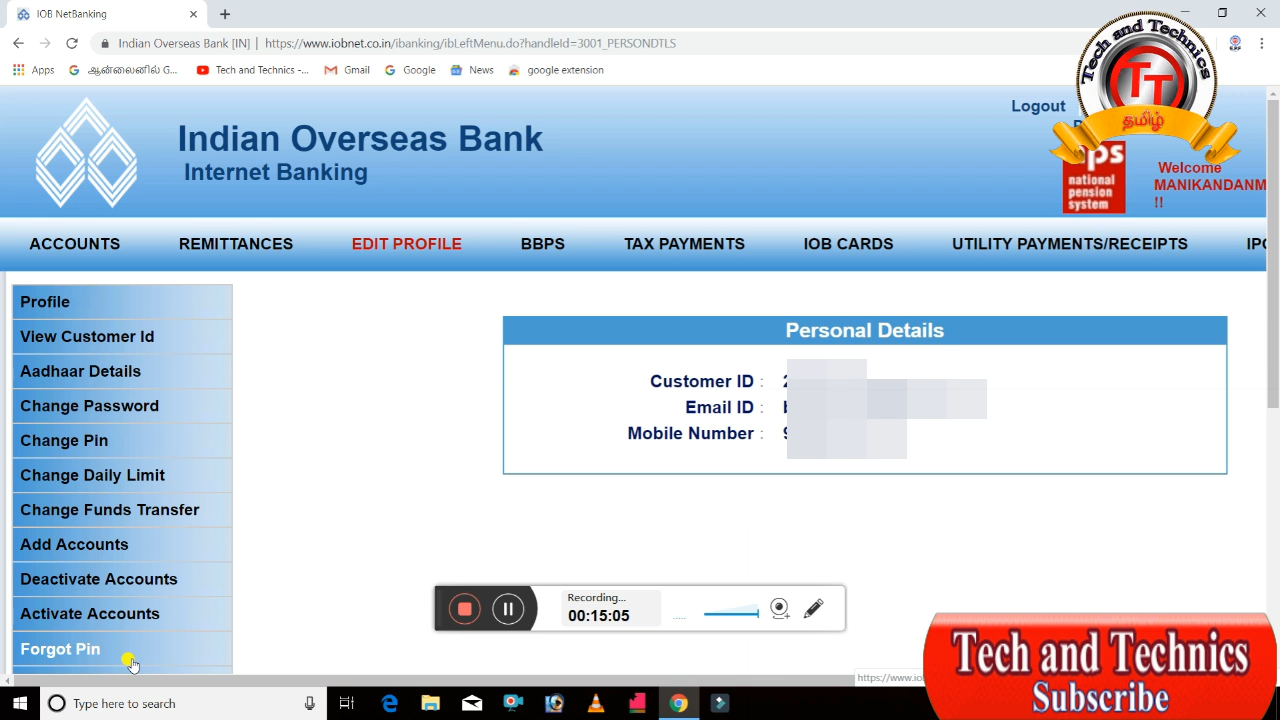 IOB NetBanking
Indian Overseas Bank [IN] | https://www.iobnet.co.in/ibanking/ibLeftMenu.do?handleId=3001_PERSONDTLS
Apps
ஆன்லைனில் G...
Tech and Technics -...
Gmail
Google
News
google extension
Tech and Technics
TT
தமிழ்
Indian Overseas Bank
Internet Banking
Logout
nps
national
pension
system
Welcome
MANIKANDANM
!!
ACCOUNTS
REMITTANCES
EDIT PROFILE
BBPS
TAX PAYMENTS
IOB CARDS
UTILITY PAYMENTS/RECEIPTS
Profile
View Customer Id
Aadhaar Details
Change Password
Change Pin
Change Daily Limit
Change Funds Transfer
Add Accounts
Deactivate Accounts
Activate Accounts
Forgot Pin
Personal Details
Customer ID :
Email ID :
Mobile Number :
Recording...
00:15:05
https://www.io
Tech and Technics
Subscribe
Type here to search